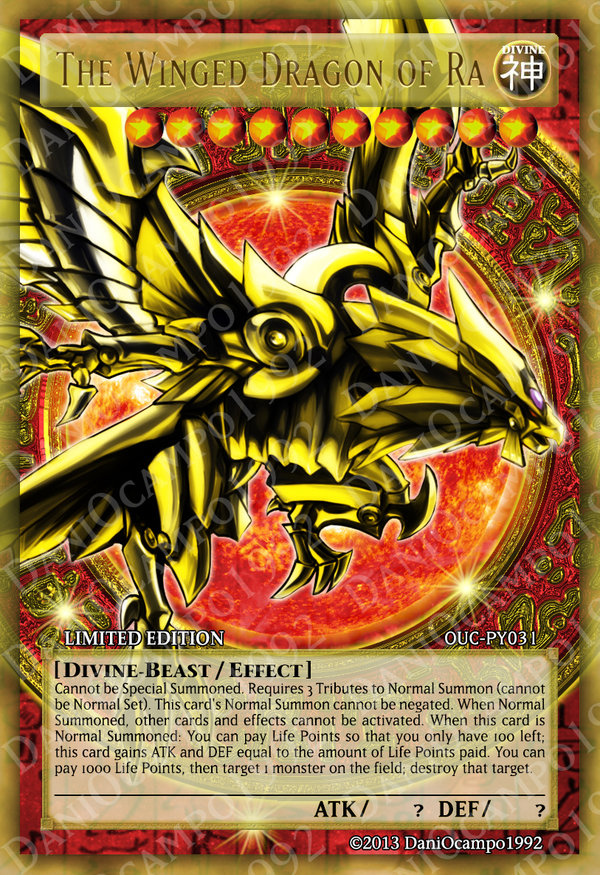 The Winged Dragon of Ra
DIVINE
神
LIMITED EDITION
OUC-PY031
[ Divine-Beast / Effect ]
Cannot be Special Summoned. Requires 3 Tributes to Normal Summon (cannot
be Normal Set). This card's Normal Summon cannot be negated. When Normal
Summoned, other cards and effects cannot be activated. When this card is
Normal Summoned: You can pay Life Points so that you only have 100 left;
this card gains ATK and DEF equal to the amount of Life Points paid. You can
pay 1000 Life Points, then target 1 monster on the field; destroy that target.
ATK/ ? DEF/ ?
©2013 DaniOcampo1992
DaniOcampo1992